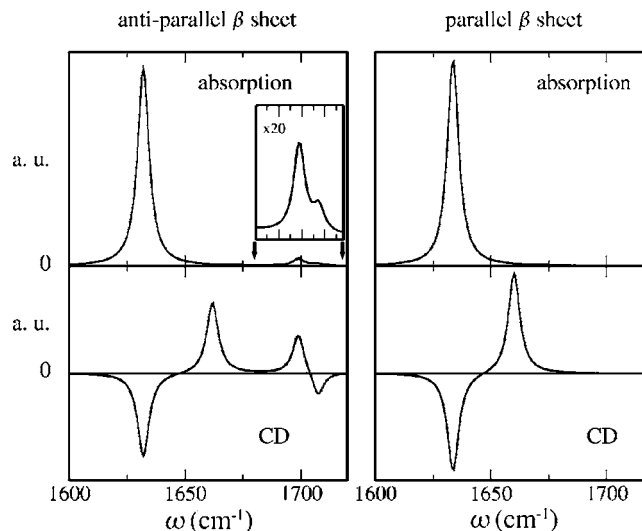 anti-parallel β sheet
parallel β sheet
absorption
absorption
x20
a. u.
0
a. u.
0
CD
CD
1600 1650 1700
1600 1650 1700
ω (cm⁻¹)
ω (cm⁻¹)